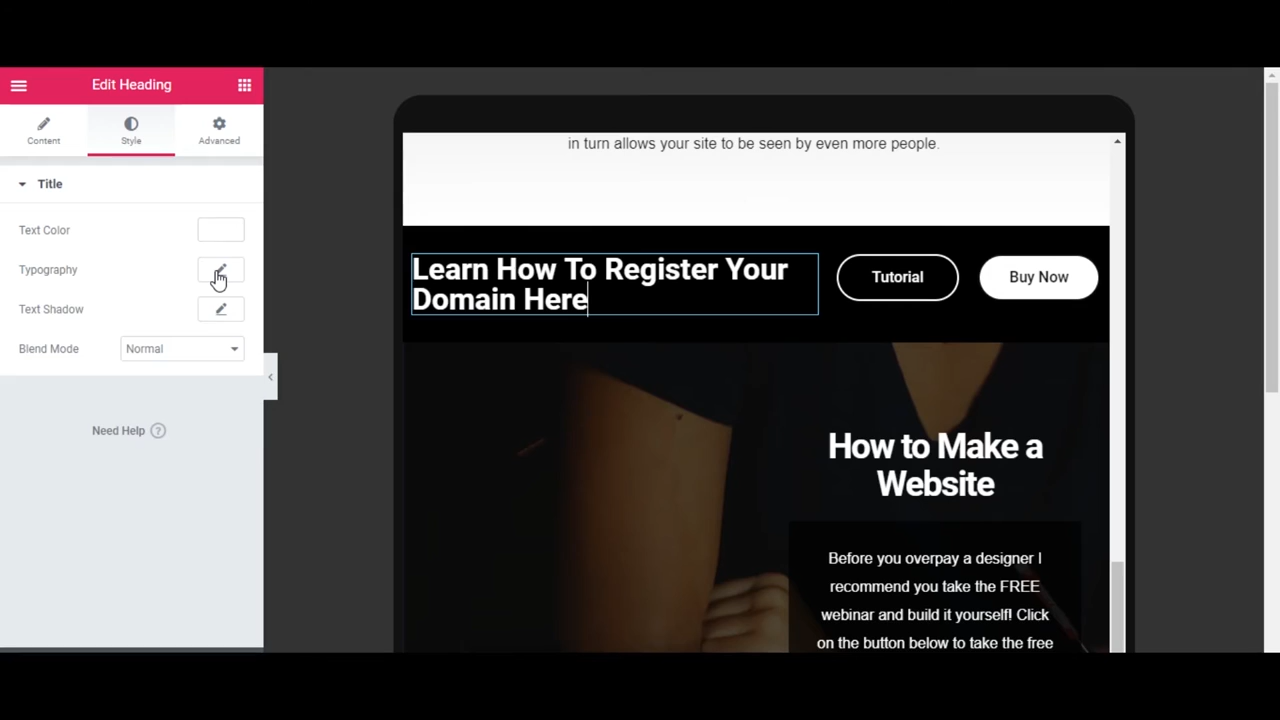 Edit Heading
Content
Style
Advanced
Title
Text Color
Typography
Text Shadow
Blend Mode
Normal
Need Help ?
in turn allows your site to be seen by even more people.
Learn How To Register Your
Domain Here
Tutorial
Buy Now
How to Make a
Website
Before you overpay a designer I
recommend you take the FREE
webinar and build it yourself! Click
on the button below to take the free